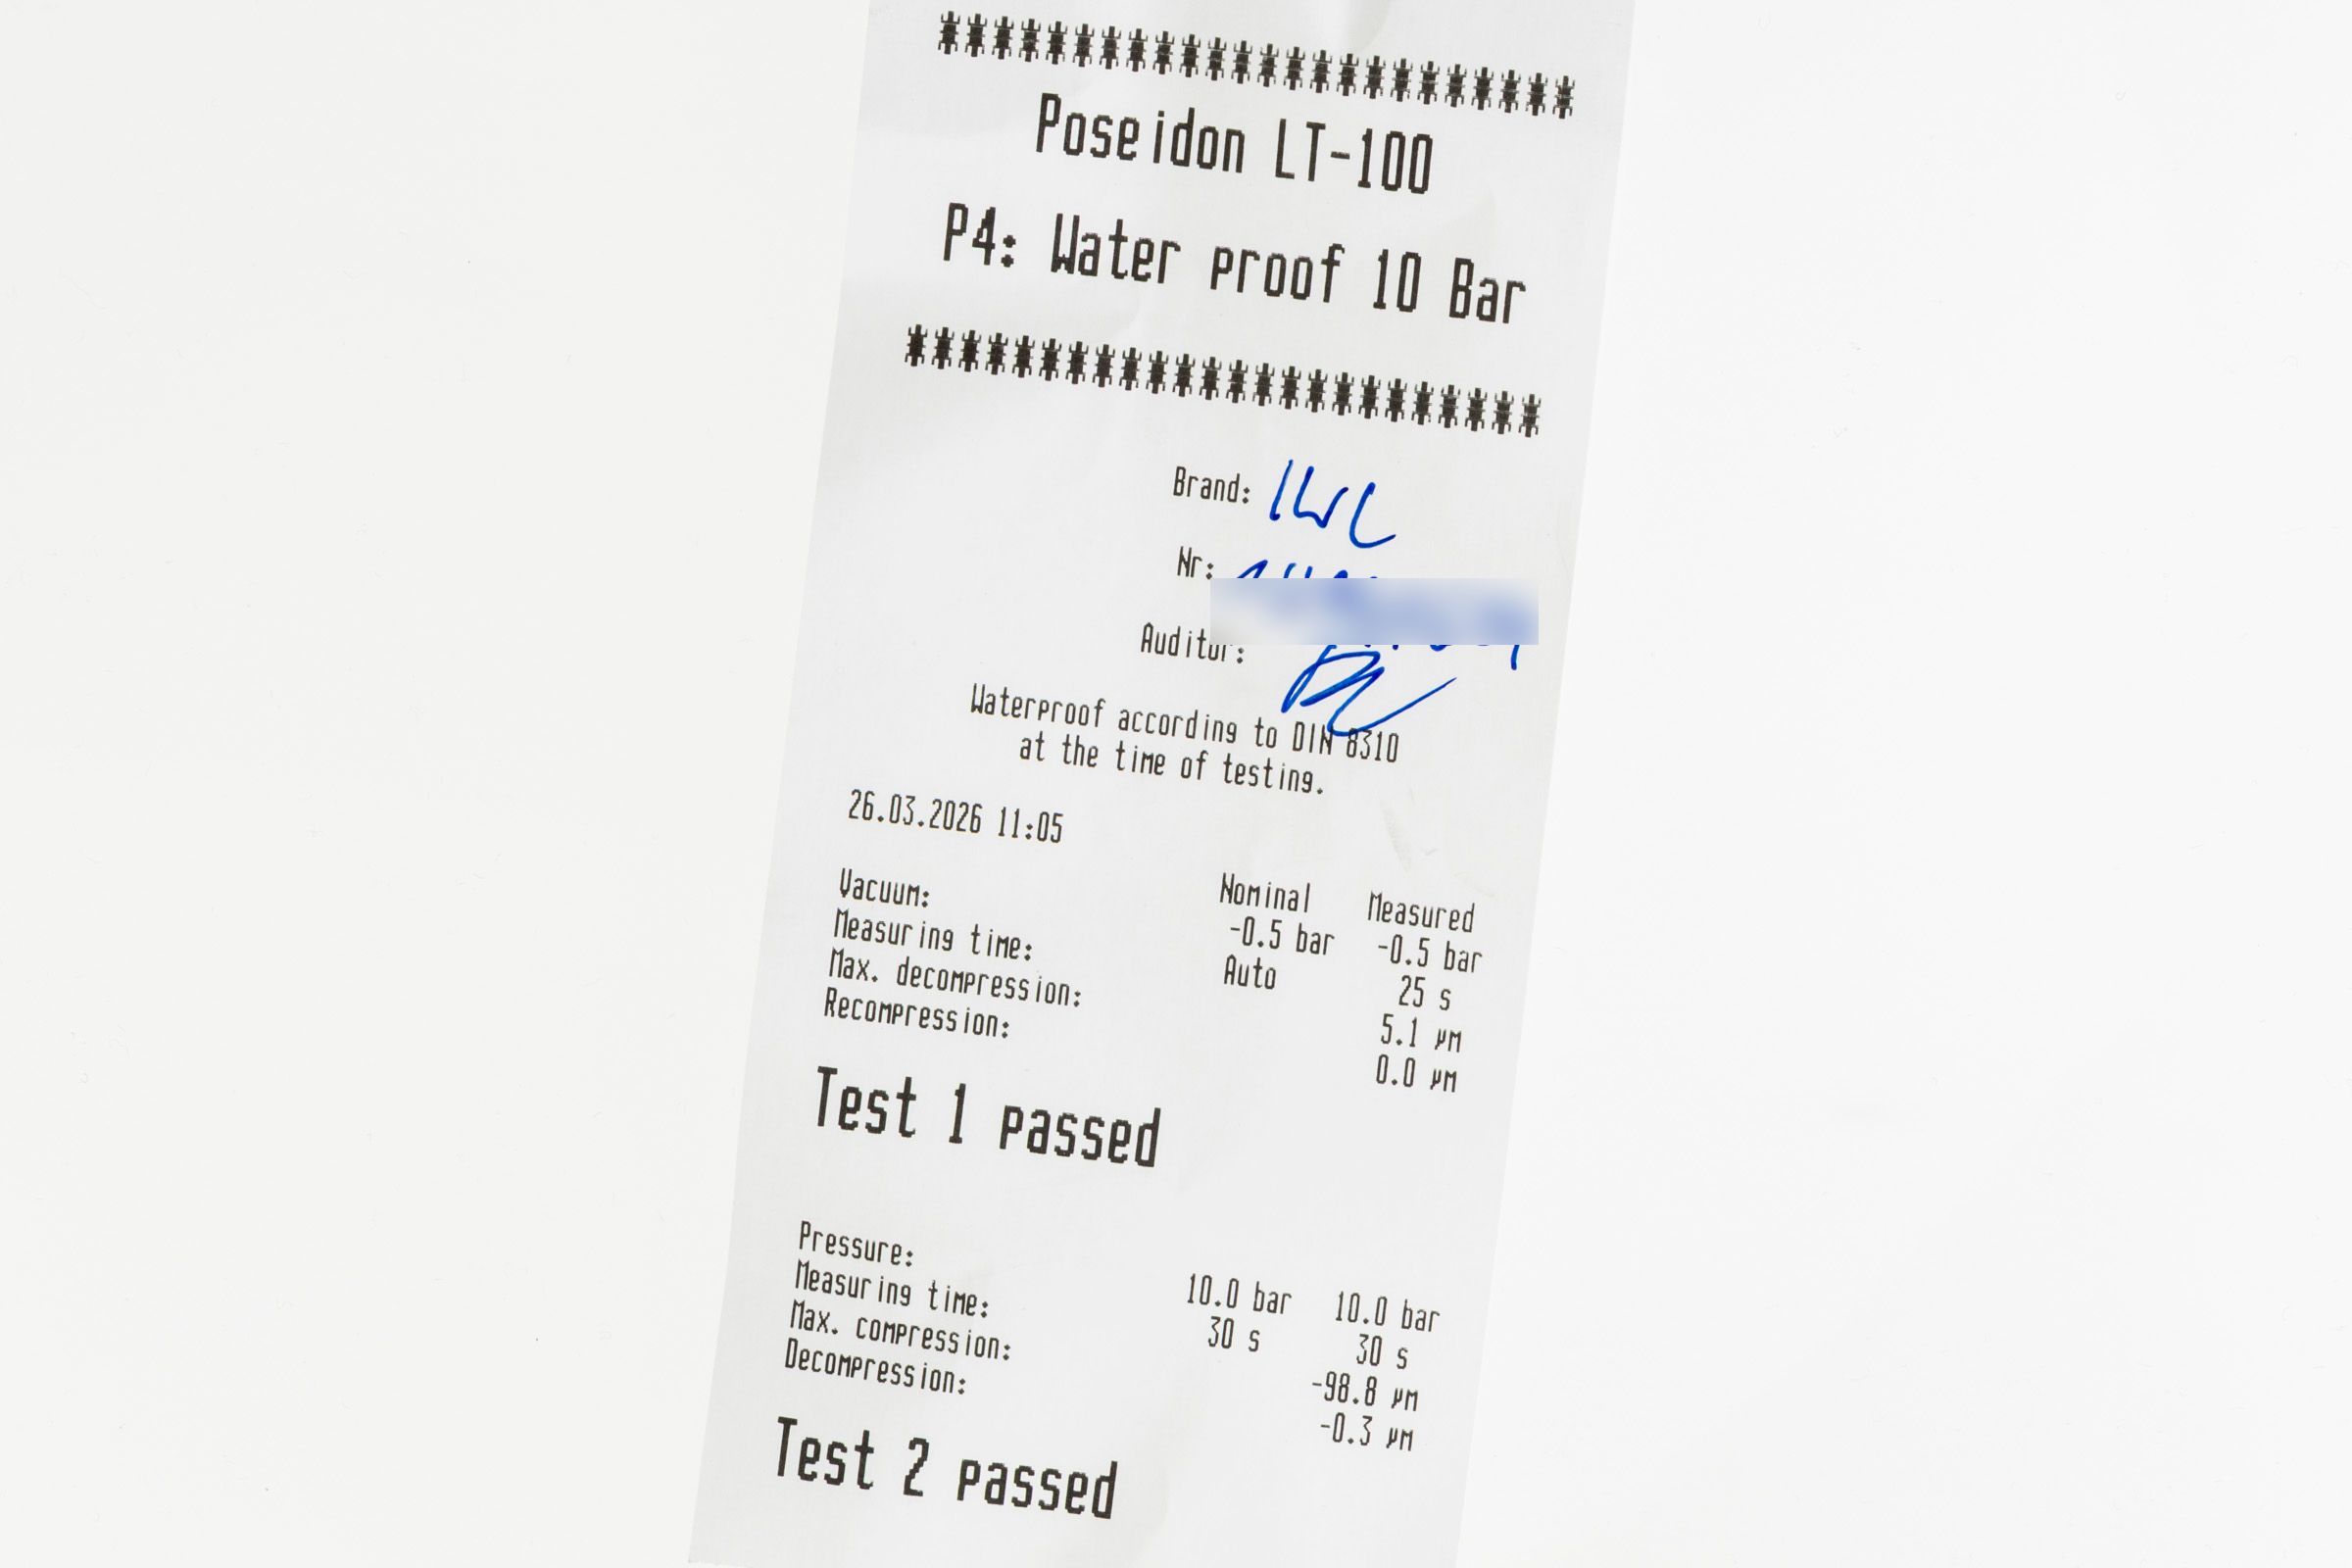 ************************
Poseidon LT-100
P4: Water proof 10 Bar
************************
Brand: IWC
Nr:
Auditor:
Waterproof according to DIN 8310
at the time of testing.
26.03.2026 11:05
Nominal Measured
Vacuum: -0.5 bar -0.5 bar
Measuring time: Auto 25 s
Max. decompression: 5.1 µm
Recompression: 0.0 µm
Test 1 passed
Pressure: 10.0 bar 10.0 bar
Measuring time: 30 s 30 s
Max. compression: -98.8 µm
Decompression: -0.3 µm
Test 2 passed